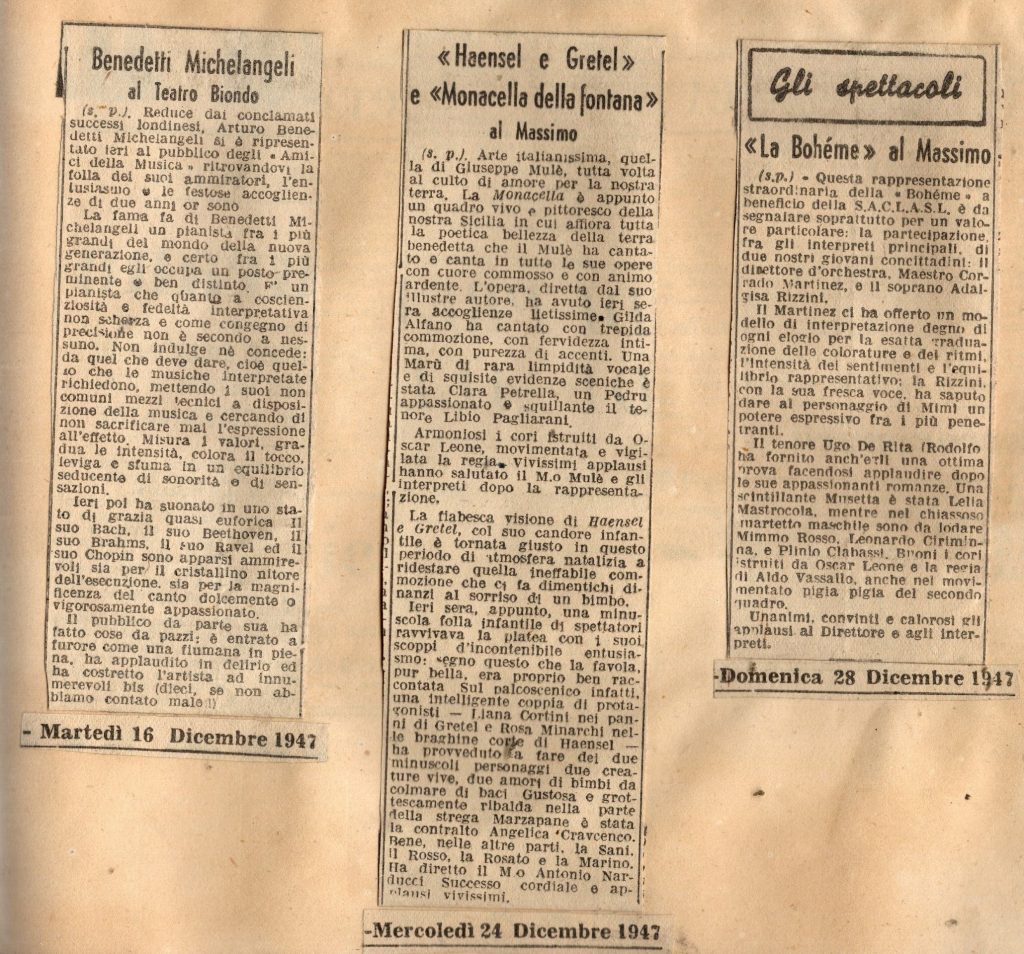 Benedetti Michelangeli
al Teatro Biondo
(s. p.). Reduce dai conclamati
successi londinesi, Arturo Bene-
detti Michelangeli si è ripresen-
tato ieri al pubblico degli «Ami-
ci della Musica» ritrovandovi la
folla dei suoi ammiratori, l'en-
tusiasmo e le festose accoglien-
ze di due anni or sono
La fama fa di Benedetti Mi-
chelangeli un pianista fra i più
grandi del mondo della nuova
generazione, e certo fra i più
grandi egli occupa un posto pre-
minente e ben distinto. E' un
pianista che quanto a coscien-
ziosità e fedeltà interpretativa
non scherza e come congegno di
precisione non è secondo a nes-
suno. Non indulge nè concede:
da quel che deve dare, cioè quel-
lo che le musiche interpretate
richiedono, mettendo i suoi non
comuni mezzi tecnici a disposi-
zione della musica e cercando di
non sacrificare mai l'espressione
all'effetto. Misura i valori, gra-
dua le intensità, colora il tocco,
leviga e sfuma in un equilibrio
seducente di sonorità e di sen-
sazioni.
Ieri poi ha suonato in uno sta-
to di grazia quasi euforica Il
suo Bach, il suo Beethoven, il
suo Brahms, il suo Ravel ed il
suo Chopin sono apparsi ammire-
voli sia per il cristallino nitore
dell'esecuzione, sia per la magni-
ficenza del canto dolcemente o
vigorosamente appassionato.
Il pubblico da parte sua ha
fatto cose da pazzi: è entrato a
furore come una fiumana in pie-
na, ha applaudito in delirio ed
ha costretto l'artista ad innu-
merevoli bis (dieci, se non ab-
biamo contato male!)
- Martedì 16 Dicembre 1947
«Haensel e Gretel»
e «Monacella della fontana»
al Massimo
(s. p.). Arte italianissima, quel-
la di Giuseppe Mulè, tutta volta
al culto di amore per la nostra
terra. La Monacella è appunto
un quadro vivo e pittoresco della
nostra Sicilia in cui affiora tutta
la poetica bellezza della terra
benedetta che il Mulè ha canta-
to e canta in tutte le sue opere
con cuore commosso e con animo
ardente. L'opera, diretta dal suo
illustre autore, ha avuto ieri se-
ra accoglienze lietissime. Gilda
Alfano ha cantato con trepida
commozione, con fervidezza inti-
ma, con purezza di accenti. Una
Marù di rara limpidità vocale
e di squisite evidenze sceniche è
stata Clara Petrella, un Pedru
appassionato e squillante il te-
nore Libio Pagliarani.
Armoniosi i cori istruiti da O-
scar Leone, movimentata e vigi-
lata la regia. Vivissimi applausi
hanno salutato il M.o Mulè e gli
interpreti dopo la rappresenta-
zione.
La fiabesca visione di Haensel
e Gretel, col suo candore infan-
tile è tornata giusto in questo
periodo di atmosfera natalizia a
ridestare quella ineffabile com-
mozione che ci fa dimentichi di-
nanzi al sorriso di un bimbo.
Ieri sera, appunto, una minu-
scola folla infantile di spettatori
ravvivava la platea con i suoi
scoppi d'incontenibile entusia-
smo: segno questo che la favola,
pur bella, era proprio ben rac-
contata Sul palcoscenico infatti,
una intelligente coppia di prota-
gonisti — Liana Cortini nei pan-
ni di Gretel e Rosa Minarchi nel-
le braghine corte di Haensel —
ha provveduto a fare dei due
minuscoli personaggi due crea-
ture vive, due amori di bimbi da
colmare di baci Gustosa e grot-
tescamente ribalda nella parte
della strega Marzapane è stata
la contralto Angelica Cravcenco.
Bene, nelle altre parti, la Sani,
il Rosso, la Rosato e la Marino.
Ha diretto il M.o Antonio Nar-
ducci Successo cordiale e ap-
plausi vivissimi.
-Mercoledì 24 Dicembre 1947
Gli spettacoli
«La Bohéme» al Massimo
(s.p.) - Questa rappresentazione
straordinaria della «Bohéme» a
beneficio della S.A.C.L.A.S.L. è da
segnalare soprattutto per un valo-
re particolare: la partecipazione,
fra gli interpreti principali, di
due nostri giovani concittadini: il
direttore d'orchestra, Maestro Cor-
rado Martinez, e il soprano Adal-
gisa Rizzini.
Il Martinez ci ha offerto un mo-
dello di interpretazione degno di
ogni elogio per la esatta gradua-
zione delle colorature e dei ritmi,
l'intensità dei sentimenti e l'equi-
librio rappresentativo; la Rizzini,
con la sua fresca voce, ha saputo
dare al personaggio di Mimì un
potere espressivo fra i più pene-
tranti.
Il tenore Ugo De Rita (Rodolfo
ha fornito anch'egli una ottima
prova facendosi applaudire dopo
le sue appassionanti romanze. Una
scintillante Musetta è stata Lelia
Mastrocola, mentre nel chiassoso
martetto maschile sono da lodare
Mimmo Rosso, Leonardo Cirimin-
na, e Plinio Clabassi. Buoni i cori
istruiti da Oscar Leone e la regia
di Aldo Vassallo, anche nel movi-
mentato pigia pigia del secondo
quadro.
Unanimi, convinti e calorosi gli
applausi al Direttore e agli inter-
preti.
-Domenica 28 Dicembre 1947